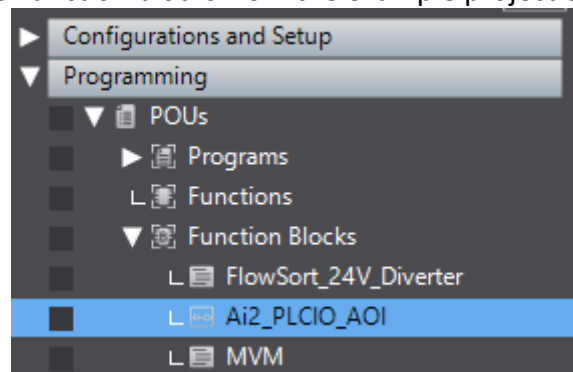 Configurations and Setup
Programming
POUs
Programs
Functions
Function Blocks
FlowSort_24V_Diverter
Ai2_PLCIO_AOI
MVM